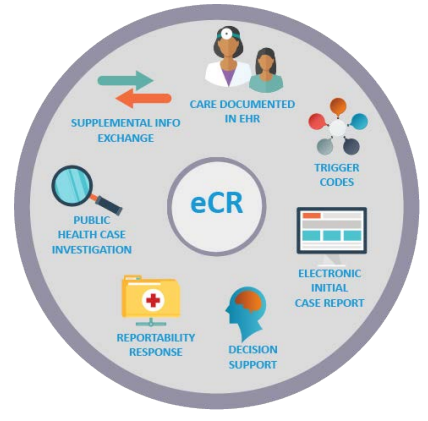 CARE DOCUMENTED
IN EHR
TRIGGER
CODES
ELECTRONIC
INITIAL
CASE REPORT
DECISION
SUPPORT
REPORTABILITY
RESPONSE
PUBLIC
HEALTH CASE
INVESTIGATION
SUPPLEMENTAL INFO
EXCHANGE
eCR